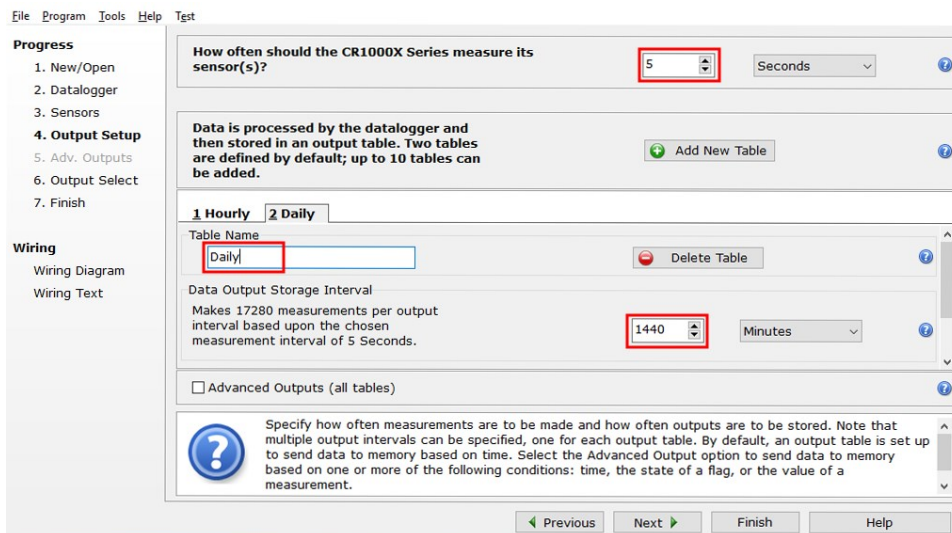 File Program Tools Help Test
Progress
1. New/Open
2. Datalogger
3. Sensors
4. Output Setup
5. Adv. Outputs
6. Output Select
7. Finish
Wiring
Wiring Diagram
Wiring Text
How often should the CR1000X Series measure its
sensor(s)?
5
Seconds
Data is processed by the datalogger and
then stored in an output table. Two tables
are defined by default; up to 10 tables can
be added.
Add New Table
1 Hourly 2 Daily
Table Name
Daily
Delete Table
Data Output Storage Interval
Makes 17280 measurements per output
interval based upon the chosen
measurement interval of 5 Seconds.
1440
Minutes
Advanced Outputs (all tables)
Specify how often measurements are to be made and how often outputs are to be stored. Note that
multiple output intervals can be specified, one for each output table. By default, an output table is set up
to send data to memory based on time. Select the Advanced Output option to send data to memory
based on one or more of the following conditions: time, the state of a flag, or the value of a
measurement.
Previous Next Finish Help